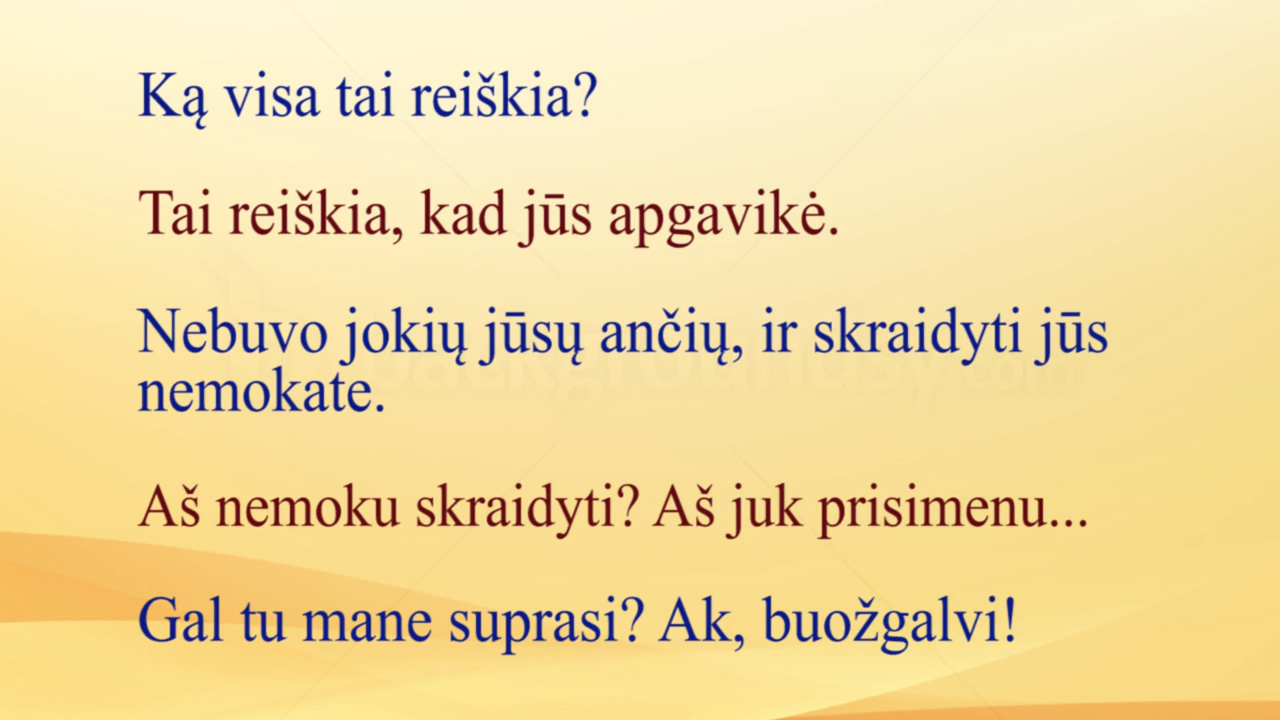 Ką visa tai reiškia?
Tai reiškia, kad jūs apgavikė.
Nebuvo jokių jūsų ančių, ir skraidyti jūs
nemokate.
Aš nemoku skraidyti? Aš juk prisimenu...
Gal tu mane suprasi? Ak, buožgalvi!